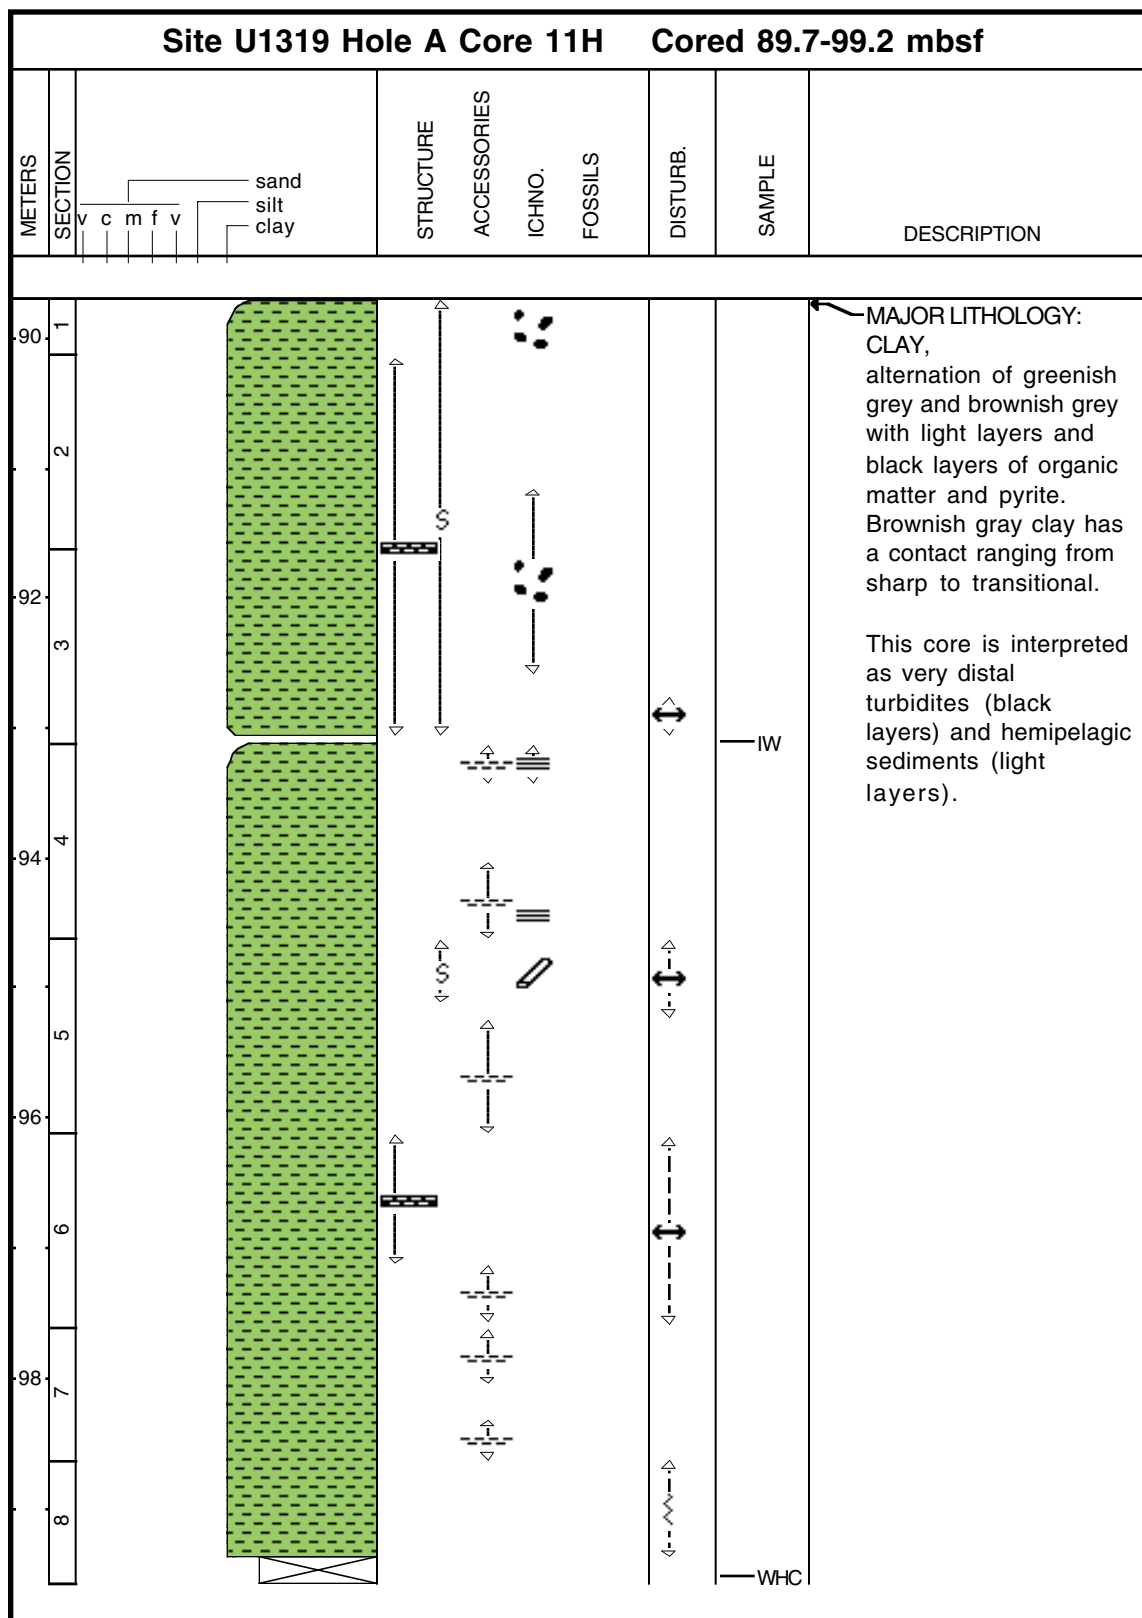 Site U1319 Hole A Core 11H Cored 89.7-99.2 mbsf
METERS
SECTION
v c m f v
sand
silt
clay
STRUCTURE
ACCESSORIES
ICHNO.
FOSSILS
DISTURB.
SAMPLE
DESCRIPTION
1
90
2
92
3
4
94
5
96
6
98
7
8
S
S
IW
WHC
MAJOR LITHOLOGY:
CLAY,
alternation of greenish
grey and brownish grey
with light layers and
black layers of organic
matter and pyrite.
Brownish gray clay has
a contact ranging from
sharp to transitional.
This core is interpreted
as very distal
turbidites (black
layers) and hemipelagic
sediments (light
layers).